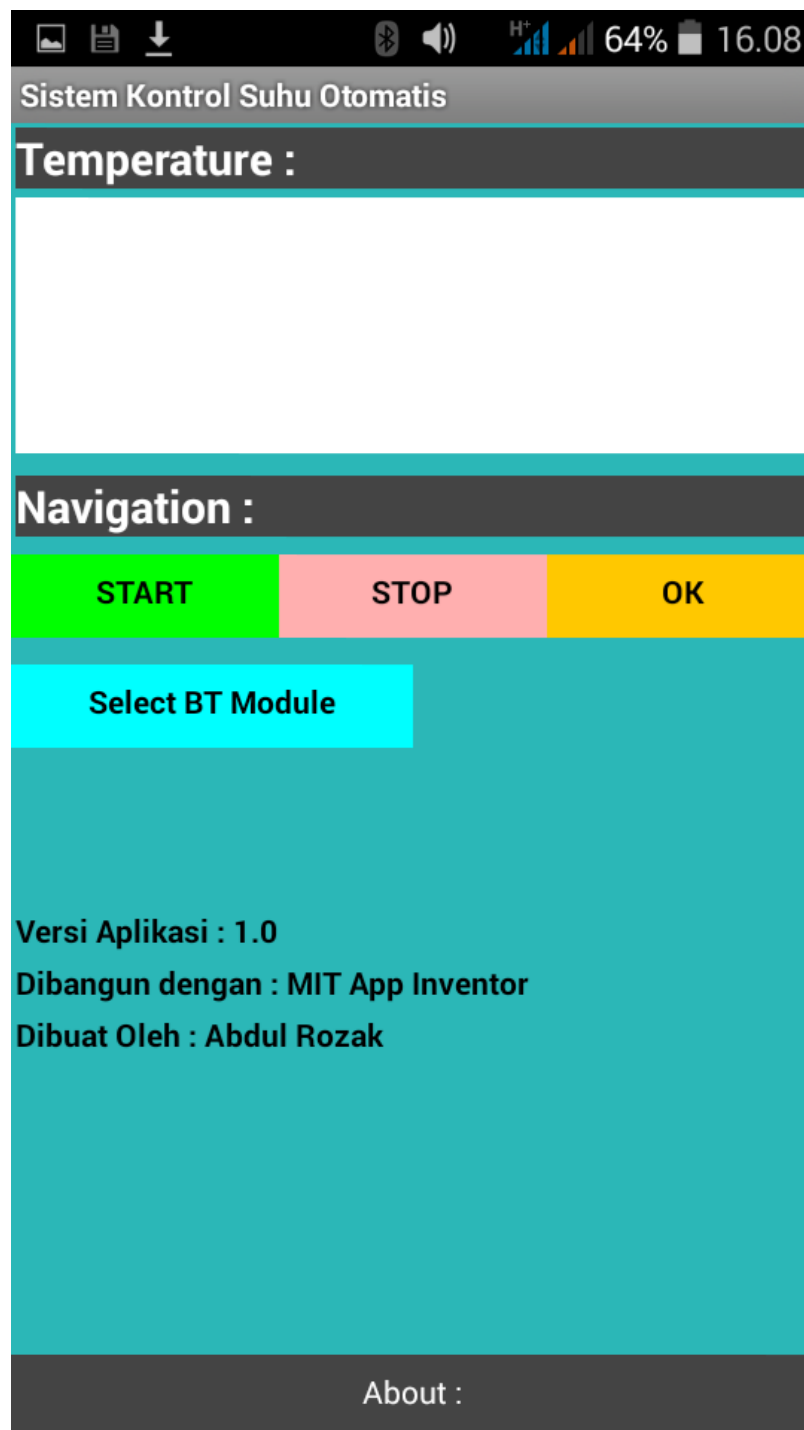 H+ 64% 16.08
Sistem Kontrol Suhu Otomatis
Temperature :
Navigation :
START STOP OK
Select BT Module
Versi Aplikasi : 1.0
Dibangun dengan : MIT App Inventor
Dibuat Oleh : Abdul Rozak
About :